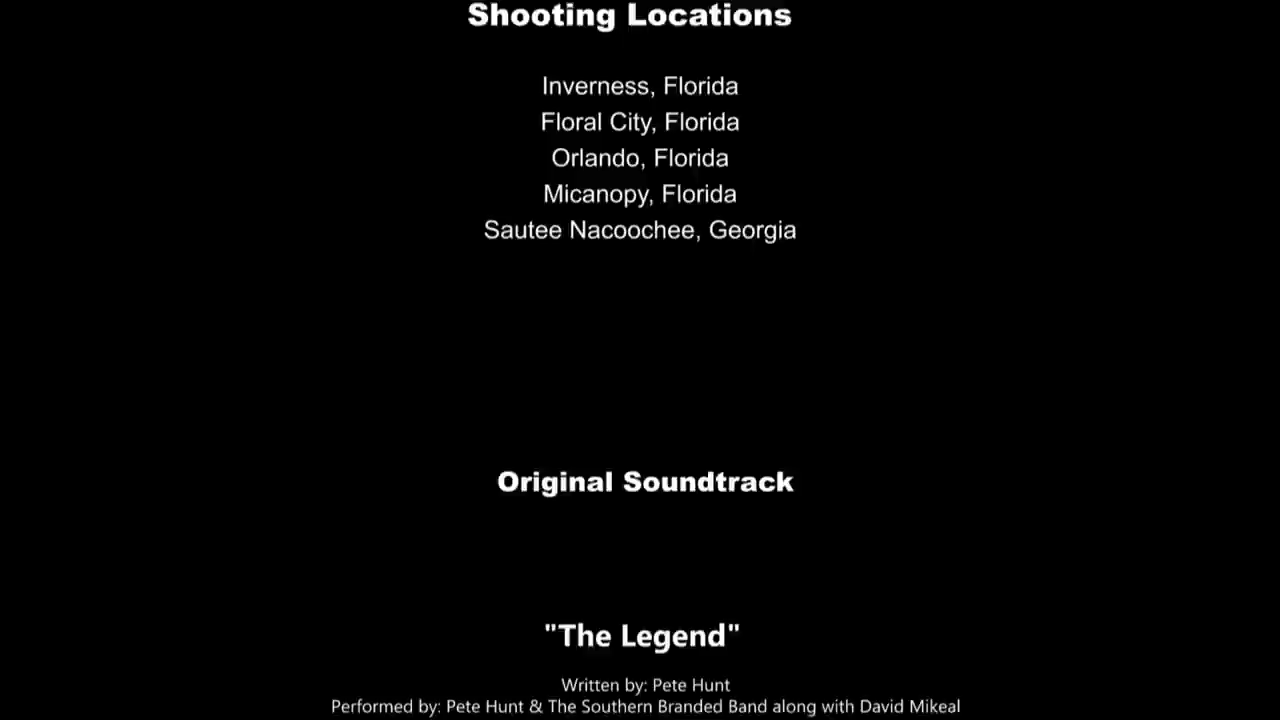 Shooting Locations
Inverness, Florida
Floral City, Florida
Orlando, Florida
Micanopy, Florida
Sautee Nacoochee, Georgia
Original Soundtrack
"The Legend"
Written by: Pete Hunt
Performed by: Pete Hunt & The Southern Branded Band along with David Mikeal